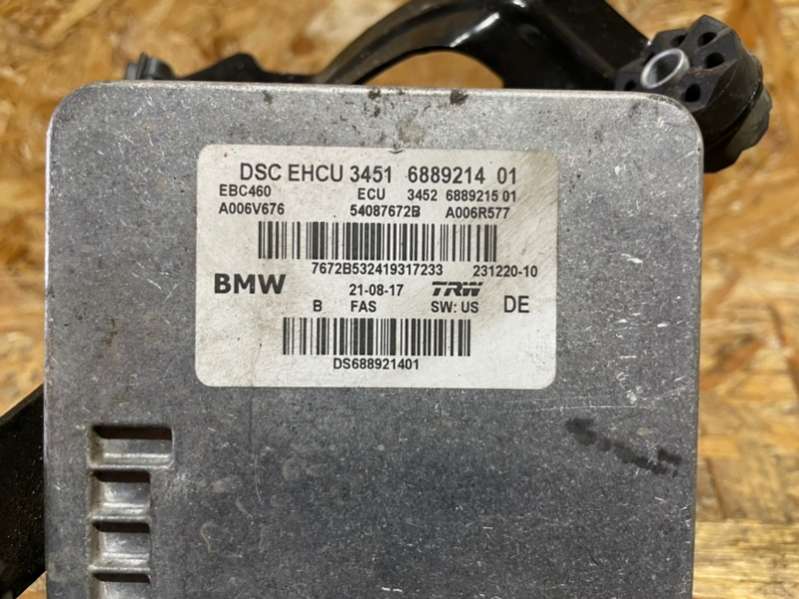 DSC EHCU 3451 6889214 01
EBC460 ECU 3452 6889215 01
A006V676 54087672B A006R577
7672B532419317233 231220-10
BMW 21-08-17 TRW
B FAS SW: US DE
DS688921401